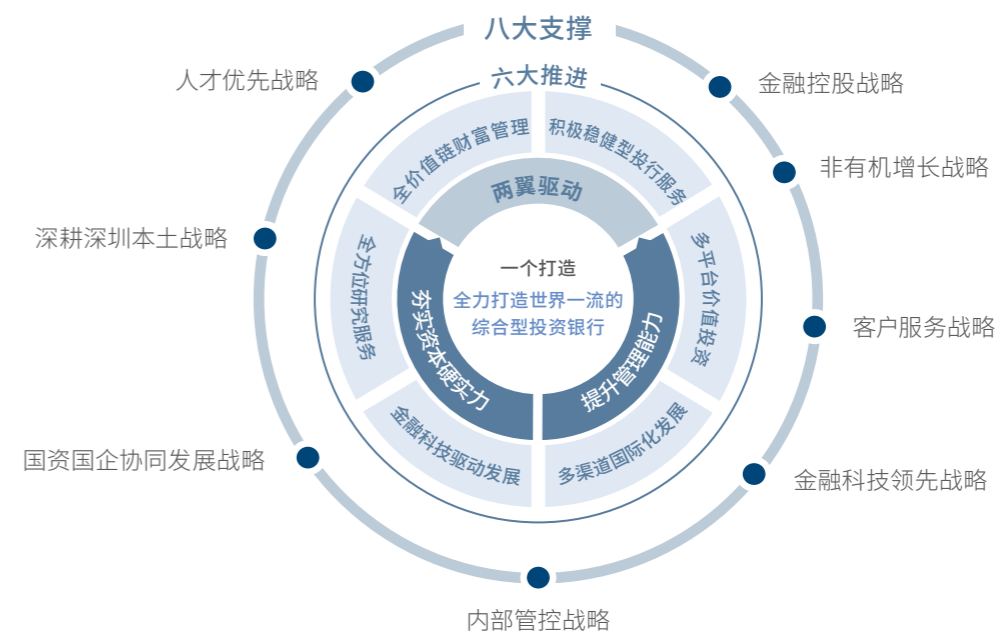 八大支撑
人才优先战略
金融控股战略
非有机增长战略
深耕深圳本土战略
客户服务战略
国资国企协同发展战略
金融科技领先战略
内部管控战略
六大推进
全价值链财富管理
积极稳健型投行服务
全方位研究服务
多平台价值投资
金融科技驱动发展
多渠道国际化发展
两翼驱动
夯实资本硬实力
提升管理能力
一个打造
全力打造世界一流的
综合型投资银行